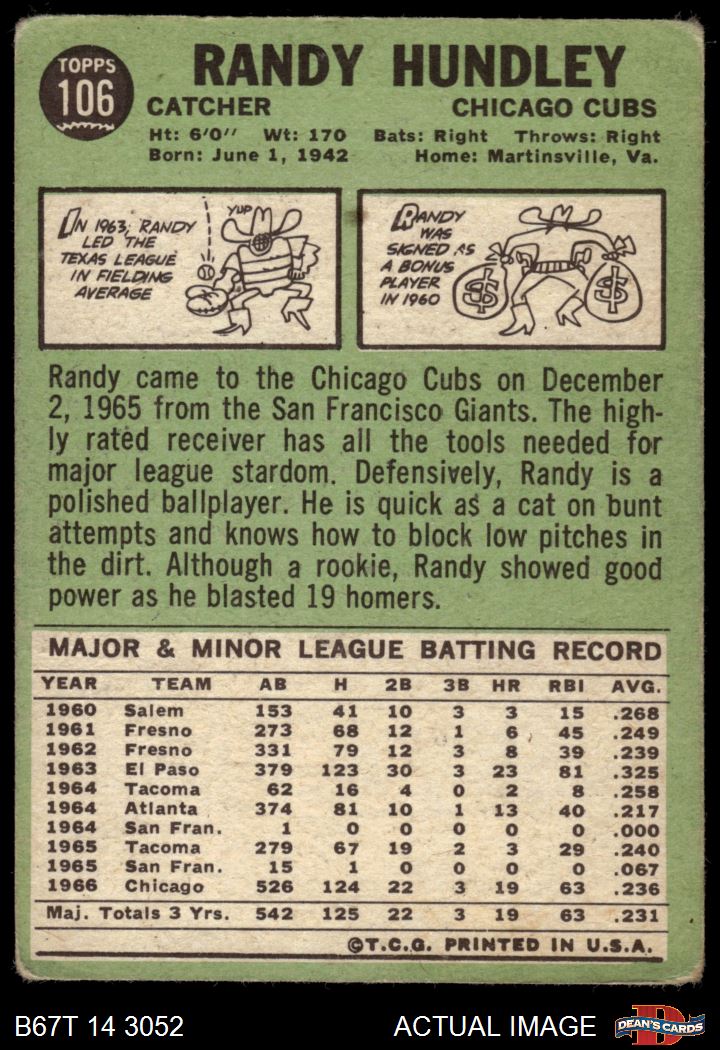 TOPPS
106
RANDY HUNDLEY
CATCHER CHICAGO CUBS
Ht: 6'0'' Wt: 170 Bats: Right Throws: Right
Born: June 1, 1942 Home: Martinsville, Va.
IN 1963, RANDY
LED THE
TEXAS LEAGUE
IN FIELDING
AVERAGE
YUP
RANDY
WAS
SIGNED AS
A BONUS
PLAYER
IN 1960
$ $
Randy came to the Chicago Cubs on December
2, 1965 from the San Francisco Giants. The high-
ly rated receiver has all the tools needed for
major league stardom. Defensively, Randy is a
polished ballplayer. He is quick as a cat on bunt
attempts and knows how to block low pitches in
the dirt. Although a rookie, Randy showed good
power as he blasted 19 homers.
MAJOR & MINOR LEAGUE BATTING RECORD
YEAR TEAM AB H 2B 3B HR RBI AVG.
1960 Salem 153 41 10 3 3 15 .268
1961 Fresno 273 68 12 1 6 45 .249
1962 Fresno 331 79 12 3 8 39 .239
1963 El Paso 379 123 30 3 23 81 .325
1964 Tacoma 62 16 4 0 2 8 .258
1964 Atlanta 374 81 10 1 13 40 .217
1964 San Fran. 1 0 0 0 0 0 .000
1965 Tacoma 279 67 19 2 3 29 .240
1965 San Fran. 15 1 0 0 0 0 .067
1966 Chicago 526 124 22 3 19 63 .236
Maj. Totals 3 Yrs. 542 125 22 3 19 63 .231
©T.C.G. PRINTED IN U.S.A.
B67T 14 3052 ACTUAL IMAGE
D
DEAN'S CARDS